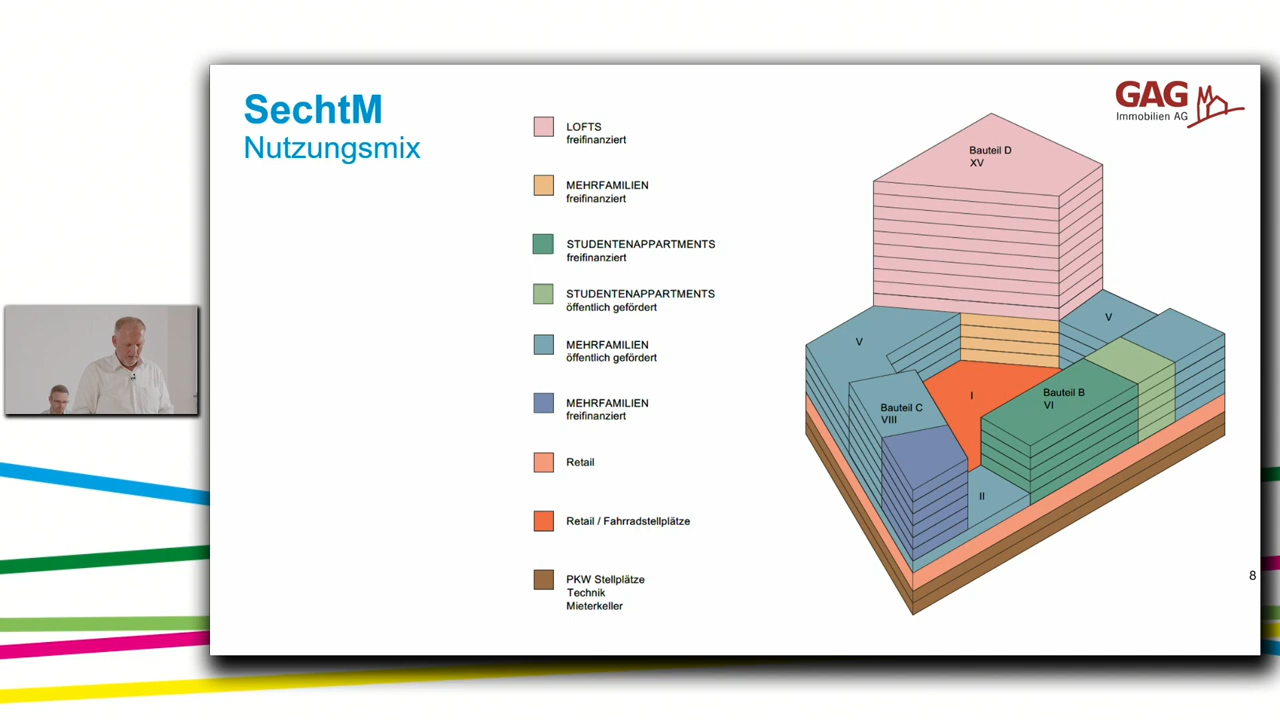 SechtM
Nutzungsmix
LOFTS
freifinanziert
MEHRFAMILIEN
freifinanziert
STUDENTENAPPARTMENTS
freifinanziert
STUDENTENAPPARTMENTS
öffentlich gefördert
MEHRFAMILIEN
öffentlich gefördert
MEHRFAMILIEN
freifinanziert
Retail
Retail / Fahrradstellplätze
PKW Stellplätze
Technik
Mieterkeller
GAG
Immobilien AG
Bauteil D
XV
V
V
I
Bauteil B
VI
Bauteil C
VIII
II
8